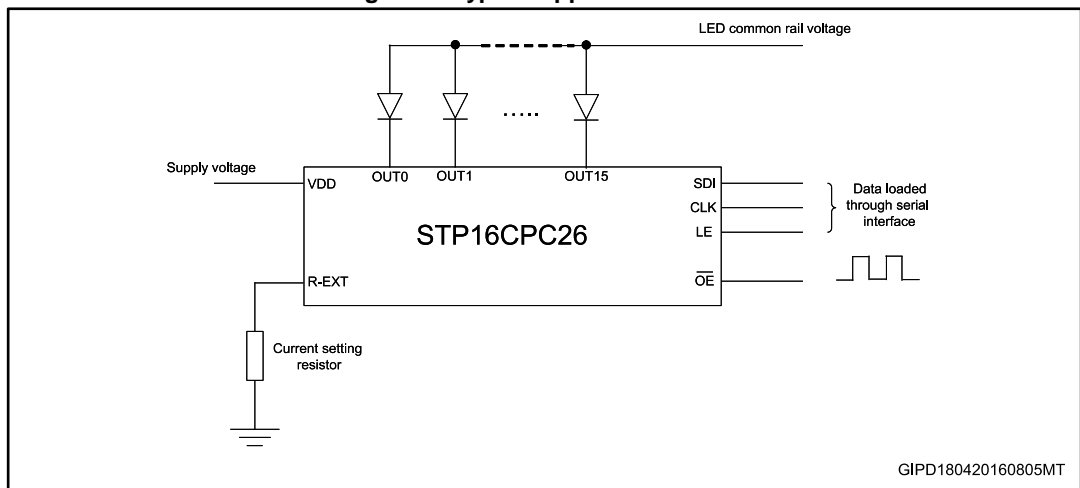 LED common rail voltage
.....
Supply voltage
VDD
OUT0
OUT1
OUT15
SDI
CLK
LE
OE
Data loaded
through serial
interface
STP16CPC26
R-EXT
Current setting
resistor
GIPD180420160805MT